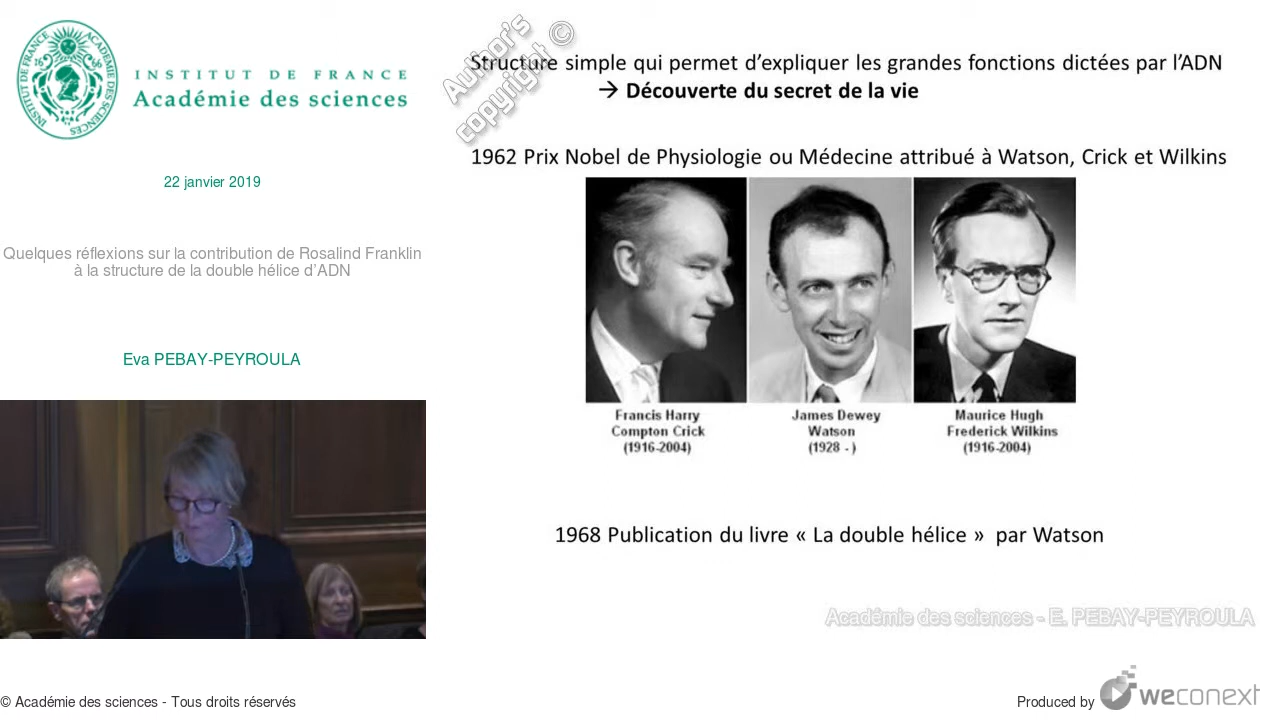 INSTITUT DE FRANCE
Académie des sciences
22 janvier 2019
Quelques réflexions sur la contribution de Rosalind Franklin
à la structure de la double hélice d'ADN
Eva PEBAY-PEYROULA
Author's
copyright ©
Structure simple qui permet d'expliquer les grandes fonctions dictées par l'ADN
→ Découverte du secret de la vie
1962 Prix Nobel de Physiologie ou Médecine attribué à Watson, Crick et Wilkins
Francis Harry
Compton Crick
(1916-2004)
James Dewey
Watson
(1928 - )
Maurice Hugh
Frederick Wilkins
(1916-2004)
1968 Publication du livre « La double hélice » par Watson
Académie des sciences - E. PEBAY-PEYROULA
© Académie des sciences - Tous droits réservés
Produced by weconext